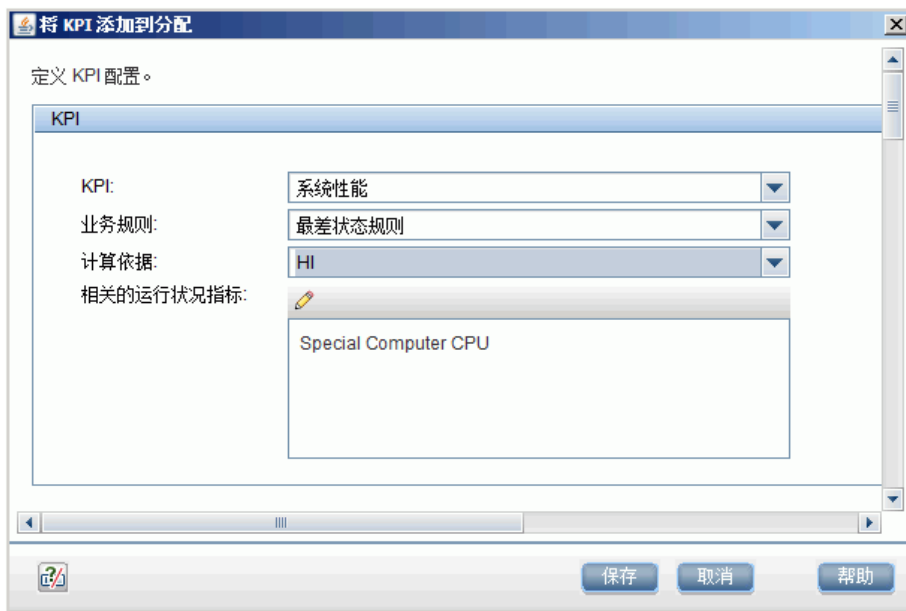 将 KPI 添加到分配
定义 KPI 配置。
KPI
KPI: 系统性能
业务规则: 最差状态规则
计算依据: HI
相关的运行状况指标:
Special Computer CPU
保存 取消 帮助